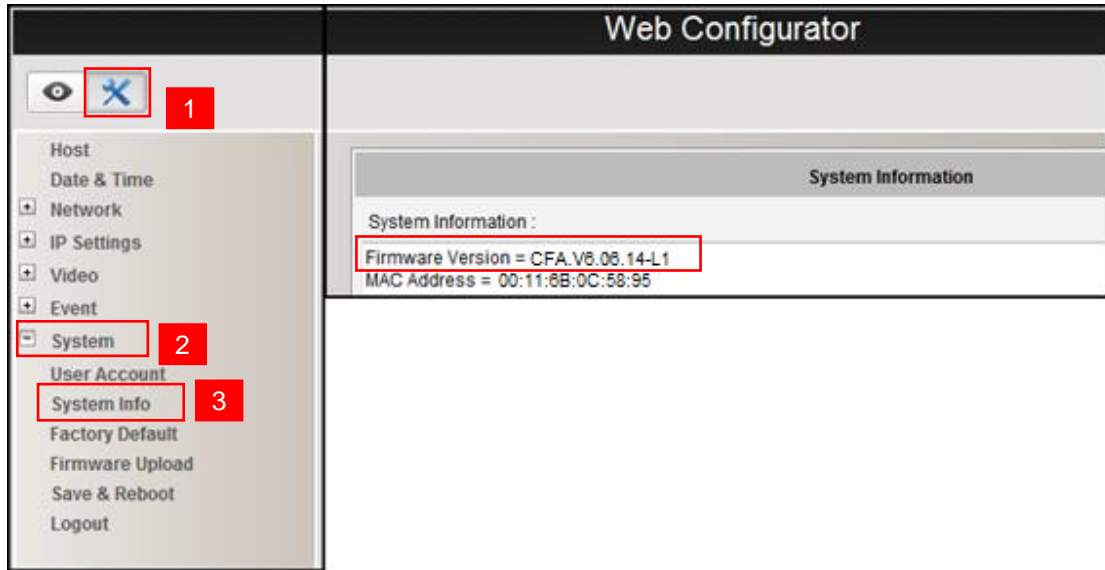 Web Configurator
1
Host
Date & Time
Network
IP Settings
Video
Event
System
2
User Account
System Info
3
Factory Default
Firmware Upload
Save & Reboot
Logout
System Information
System Information :
Firmware Version = CFA.V6.06.14-L1
MAC Address = 00:11:6B:0C:58:95